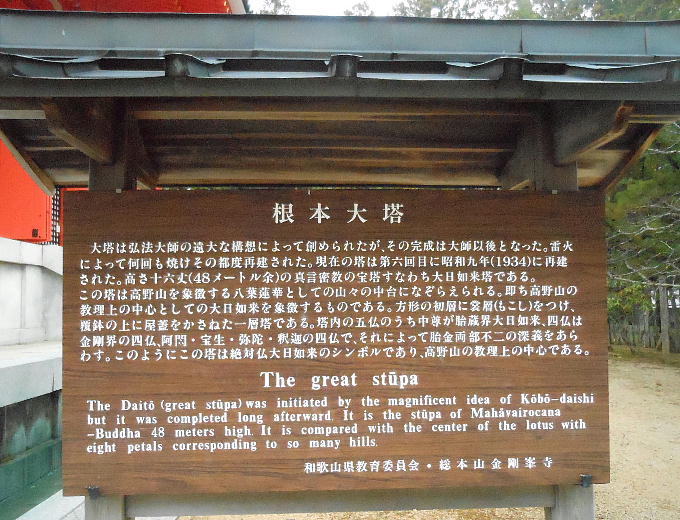 根本大塔
大塔は弘法大師の遠大な構想によって創められたが、その完成は大師以後となった。雷火
によって何回も焼けその都度再建された。現在の塔は第六回目に昭和九年(1934)に再建
された。高さ十六丈(48メートル余)の真言密教の宝塔すなわち大日如来塔である。
この塔は高野山を象徴する八葉蓮華としての山々の中台になぞらえられる。即ち高野山の
教理上の中心としての大日如来を象徴するものである。方形の初層に裳層(もこし)をつけ、
覆鉢の上に屋蓋をかさねた一層塔である。塔内の五仏のうち中尊が胎蔵界大日如来、四仏は
金剛界の四仏、阿閦・宝生・弥陀・釈迦の四仏で、それによって胎金両部不二の深義をあら
わす。このようにこの塔は絶対仏大日如来のシンボルであり、高野山の教理上の中心である。
The great stūpa
The Daitō (great stūpa) was initiated by the magnificent idea of Kōbō-daishi
but it was completed long afterward. It is the stūpa of Mahāvairocana
-Buddha 48 meters high. It is compared with the center of the lotus with
eight petals corresponding to so many hills.
和歌山県教育委員会・総本山金剛峯寺